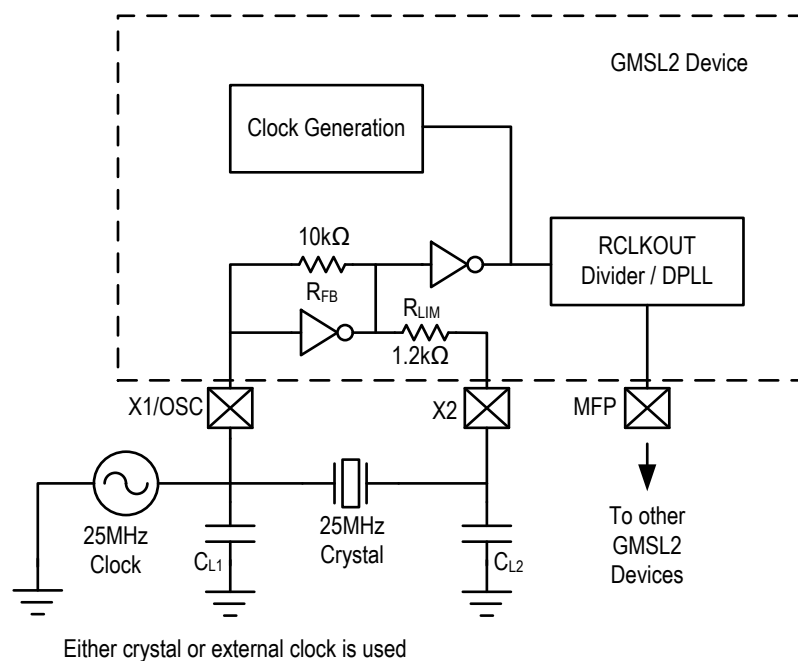 GMSL2 Device
Clock Generation
10kΩ
RFB
RLIM
1.2kΩ
RCLKOUT
Divider / DPLL
X1/OSC
X2
MFP
25MHz
Clock
CL1
25MHz
Crystal
CL2
To other
GMSL2
Devices
Either crystal or external clock is used